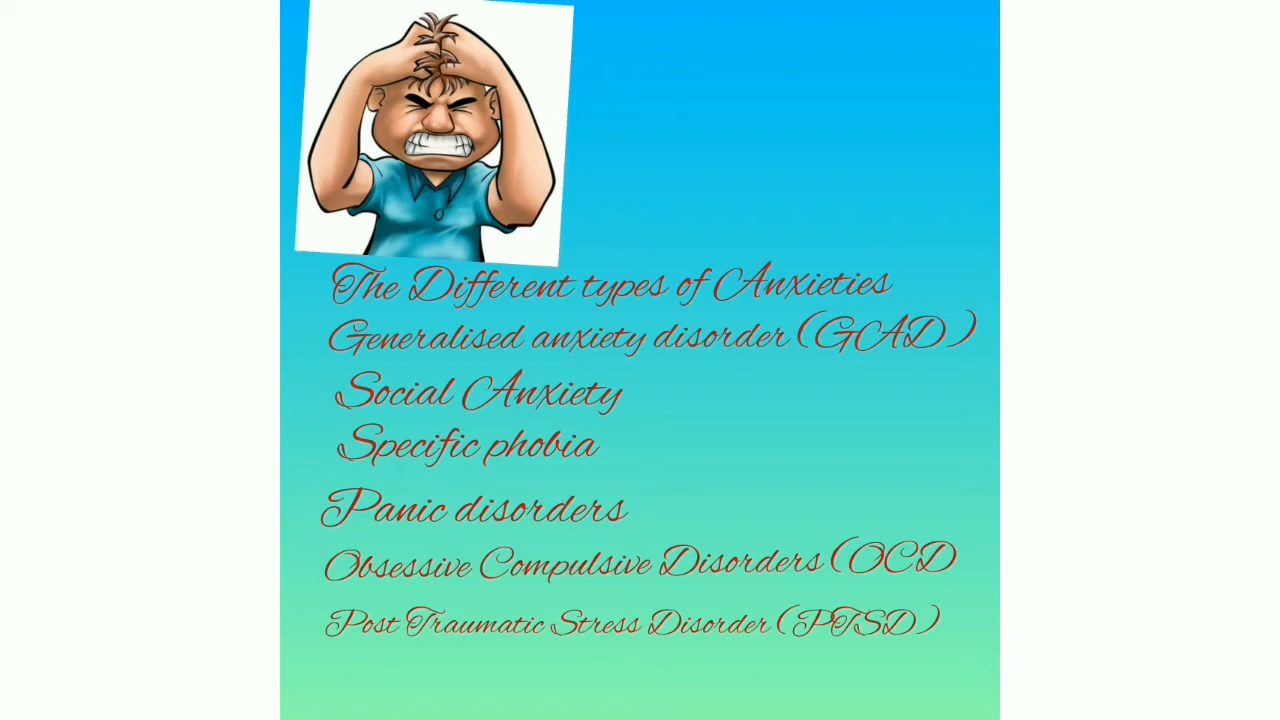 The Different types of Anxieties
Generalised anxiety disorder (GAD)
Social Anxiety
Specific phobia
Panic disorders
Obsessive Compulsive Disorders (OCD
Post Traumatic Stress Disorder (PTSD)